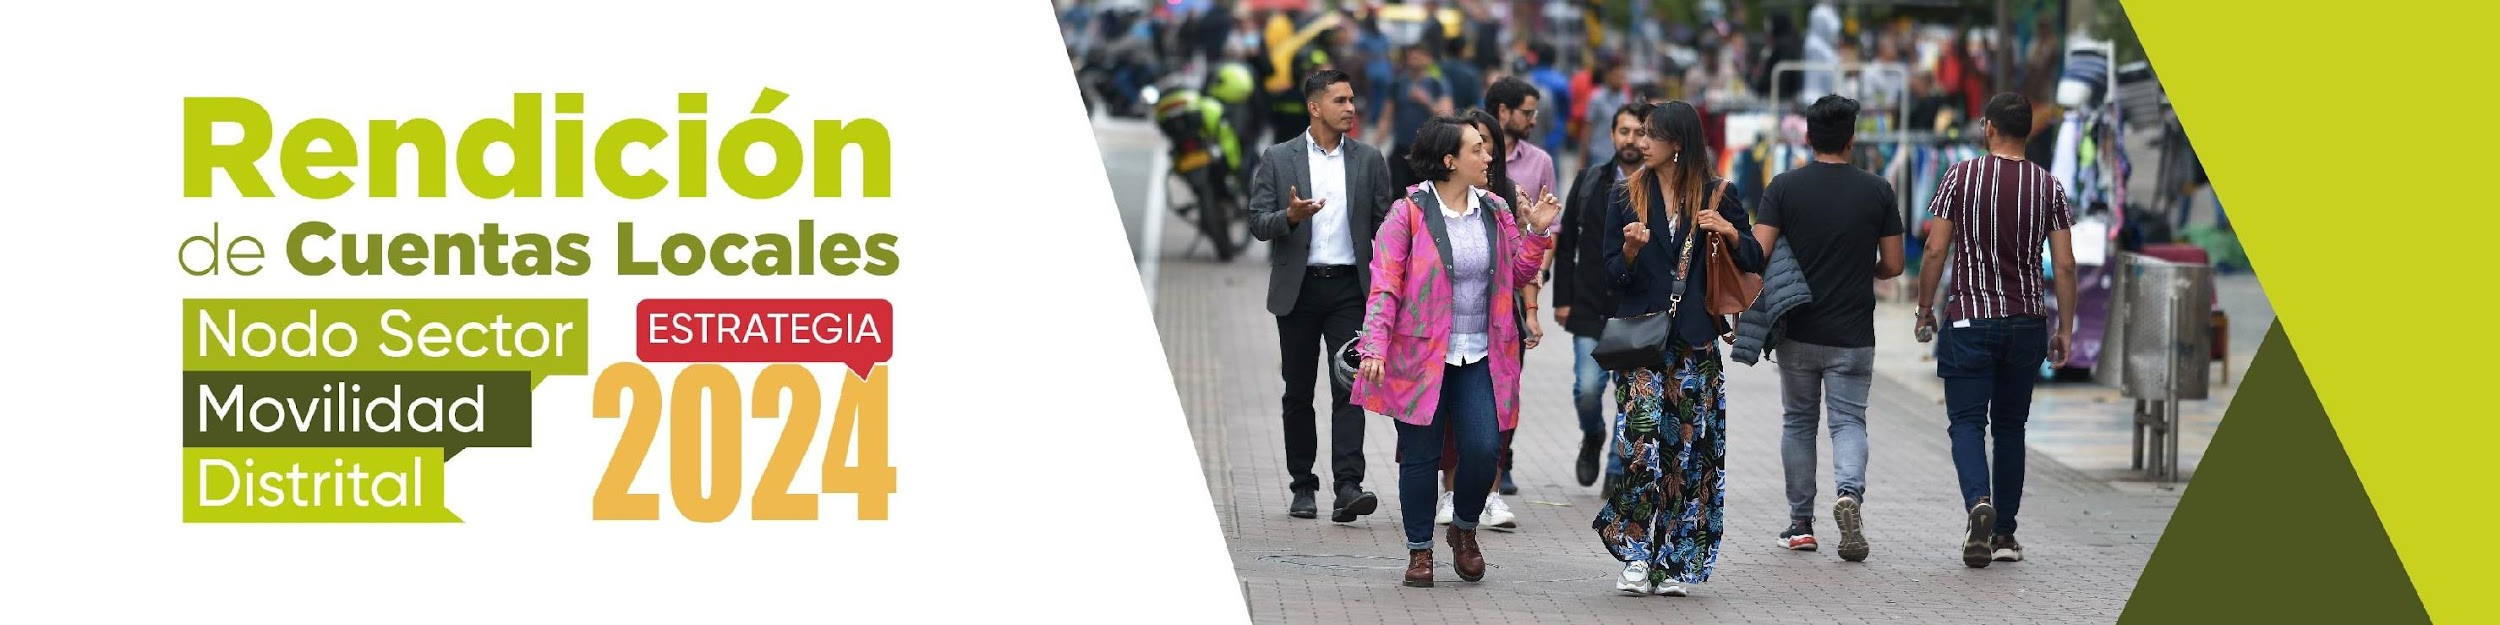 Rendición
de Cuentas Locales
Nodo Sector
Movilidad
Distrital
ESTRATEGIA
2024